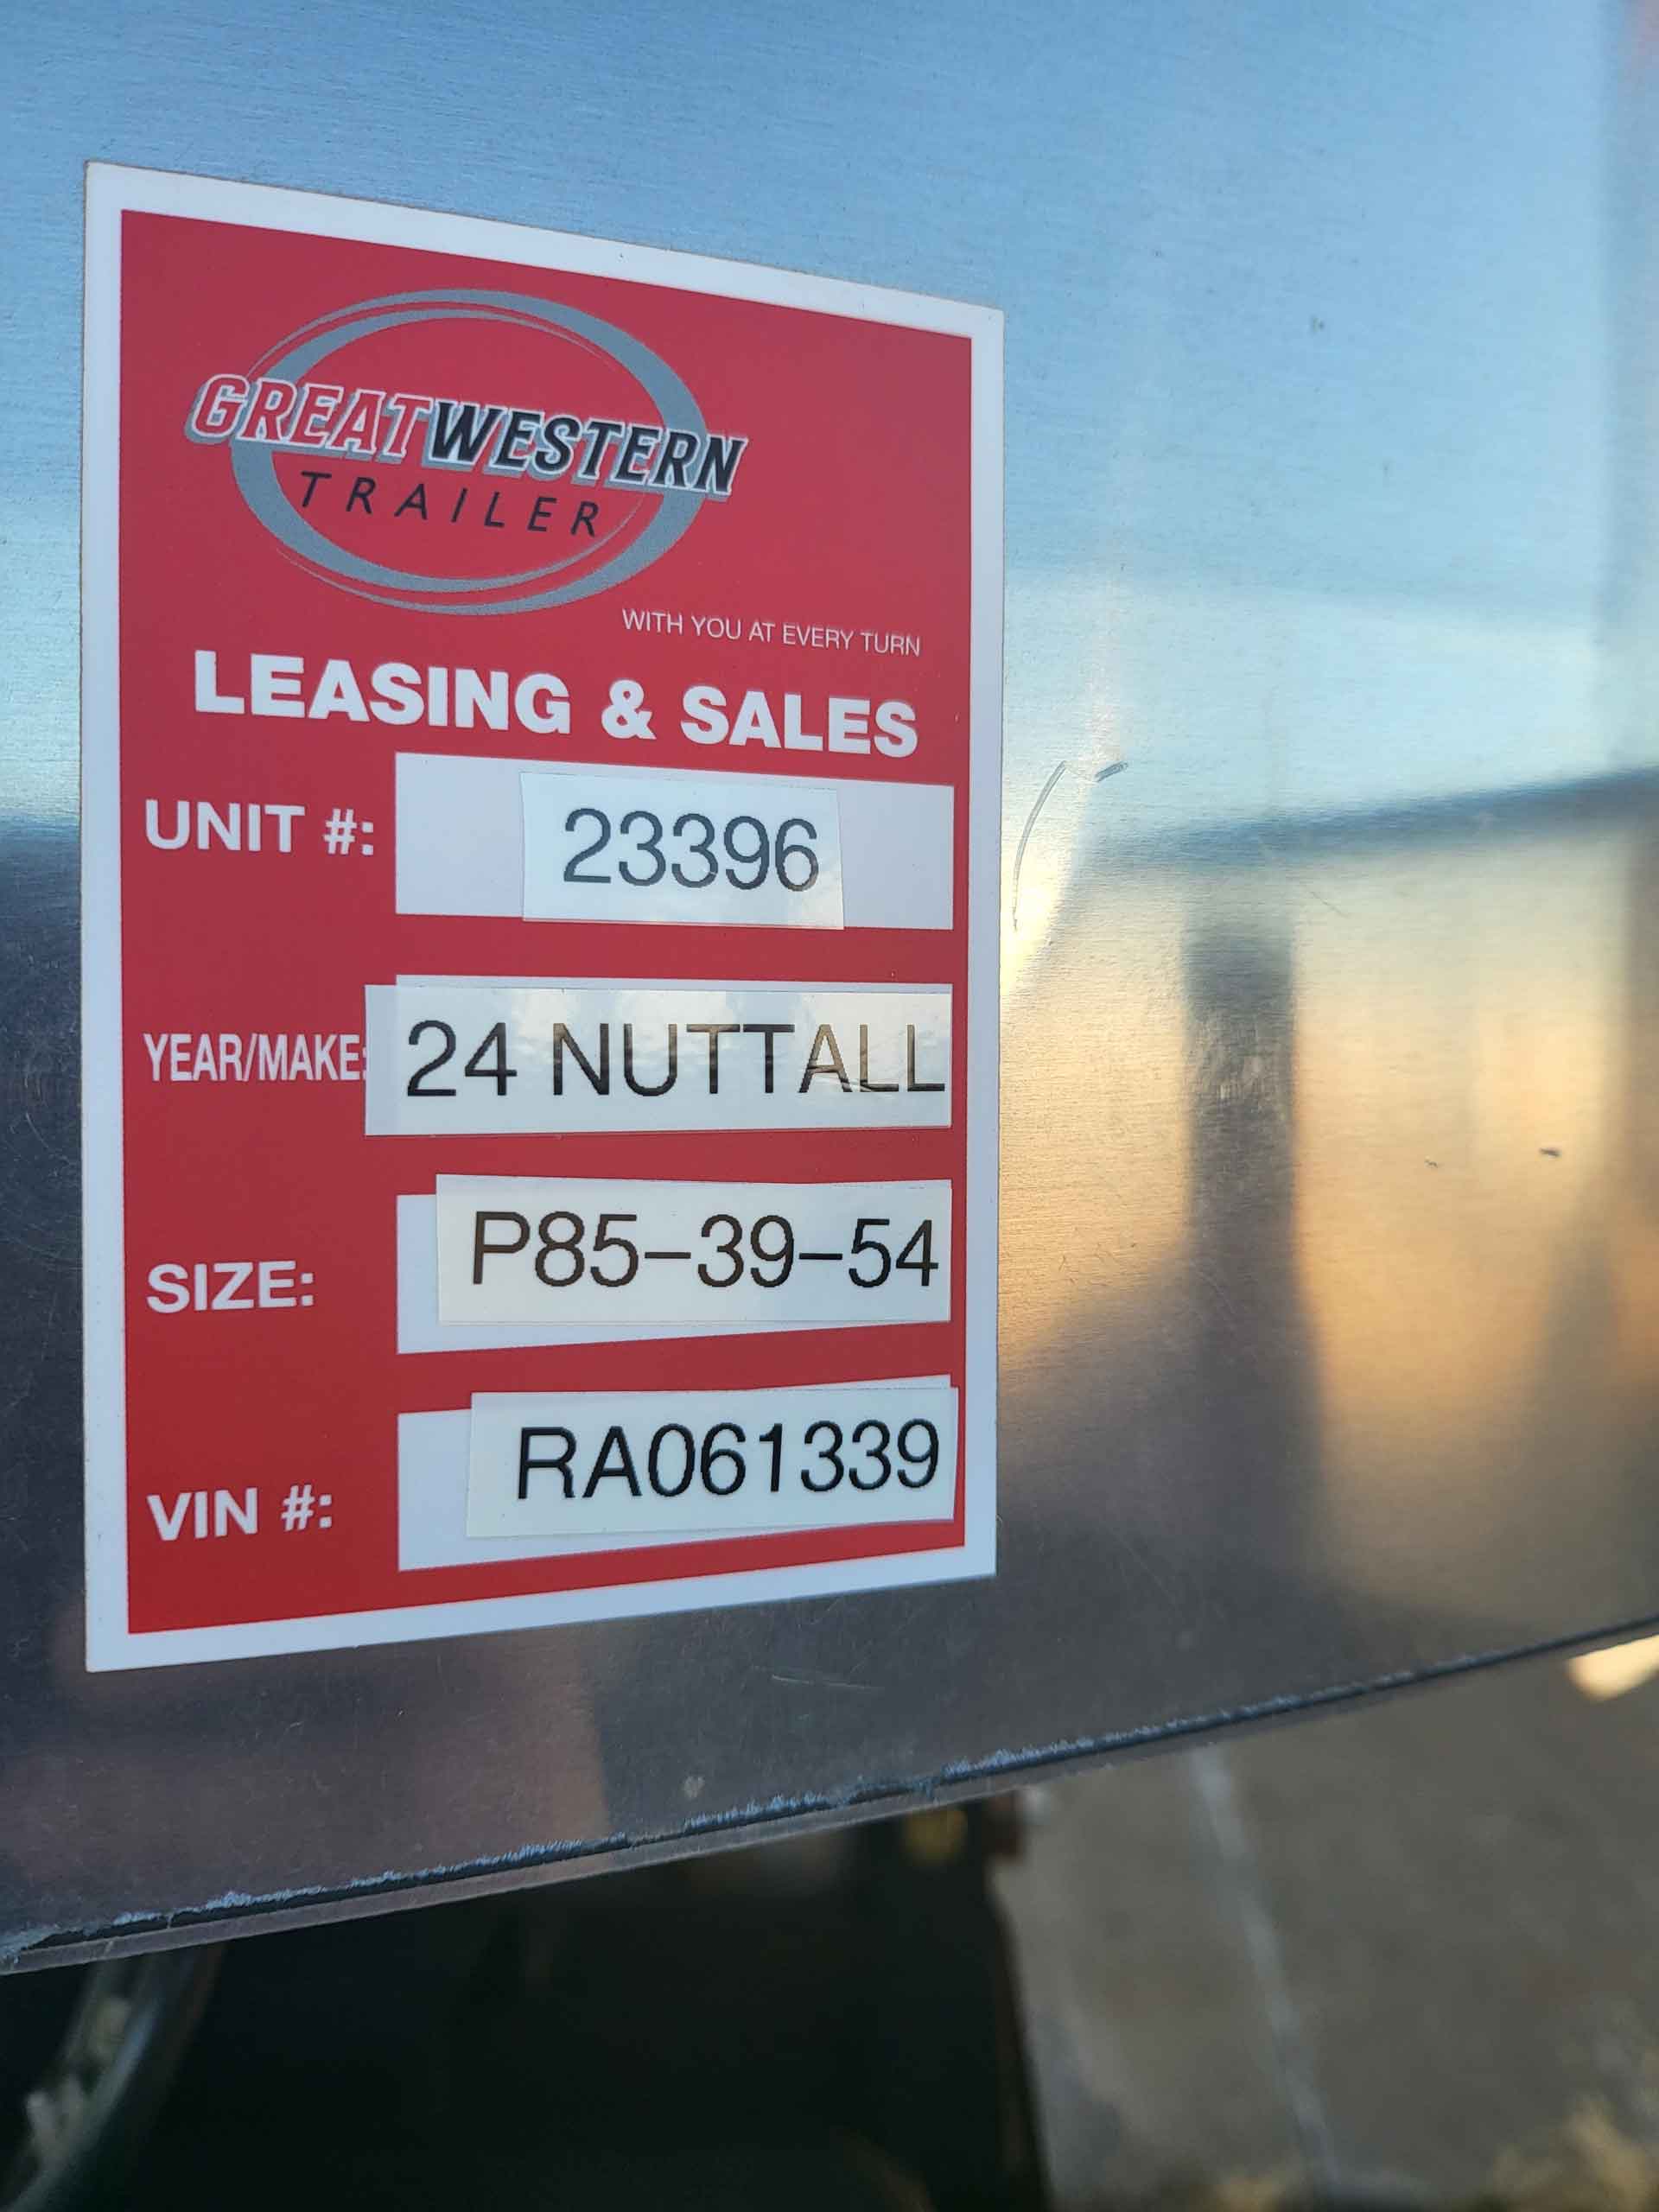 GREATWESTERN
TRAILER
WITH YOU AT EVERY TURN
LEASING & SALES
UNIT #: 23396
YEAR/MAKE: 24 NUTTALL
SIZE: P85-39-54
VIN #: RA061339